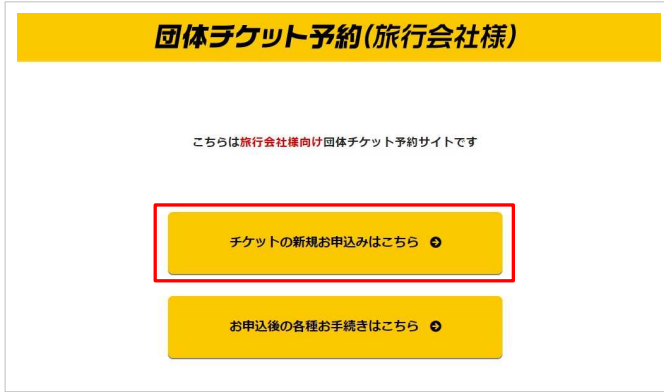 団体チケット予約(旅行会社様)
こちらは旅行会社様向け団体チケット予約サイトです
チケットの新規お申込みはこちら
お申込後の各種お手続きはこちら